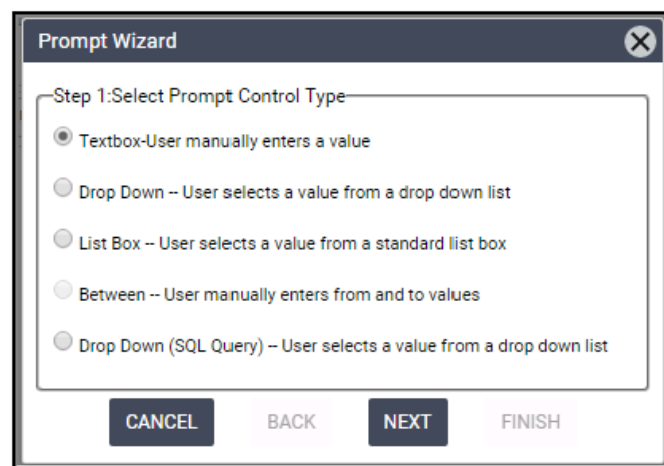 Prompt Wizard
Step 1:Select Prompt Control Type
Textbox-User manually enters a value
Drop Down -- User selects a value from a drop down list
List Box -- User selects a value from a standard list box
Between -- User manually enters from and to values
Drop Down (SQL Query) -- User selects a value from a drop down list
CANCEL BACK NEXT FINISH